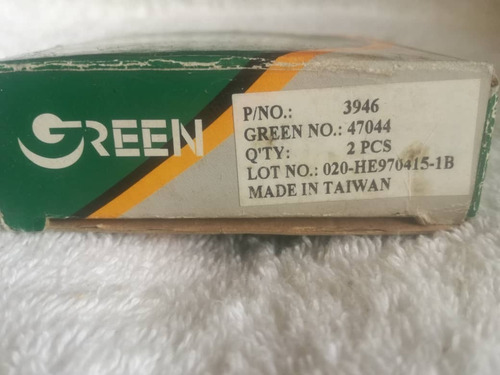 GREEN
P/NO.: 3946
GREEN NO.: 47044
Q'TY: 2 PCS
LOT NO.: 020-HE970415-1B
MADE IN TAIWAN